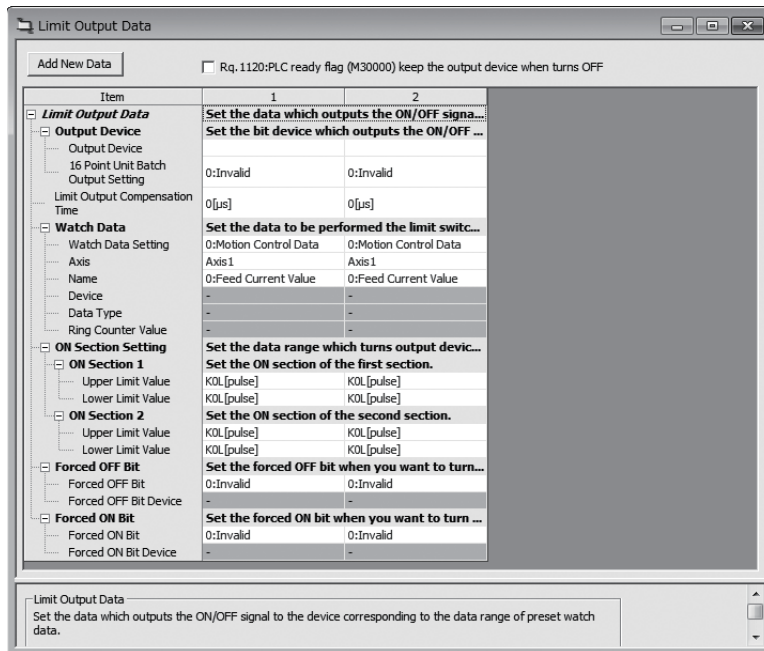 Limit Output Data
Add New Data
Rq.1120:PLC ready flag (M30000) keep the output device when turns OFF
Item 1 2
Limit Output Data Set the data which outputs the ON/OFF signa...
Output Device Set the bit device which outputs the ON/OFF ...
Output Device
16 Point Unit Batch
Output Setting 0:Invalid 0:Invalid
Limit Output Compensation
Time 0[µs] 0[µs]
Watch Data Set the data to be performed the limit switc...
Watch Data Setting 0:Motion Control Data 0:Motion Control Data
Axis Axis1 Axis1
Name 0:Feed Current Value 0:Feed Current Value
Device - -
Data Type - -
Ring Counter Value - -
ON Section Setting Set the data range which turns output devic...
ON Section 1 Set the ON section of the first section.
Upper Limit Value K0L[pulse] K0L[pulse]
Lower Limit Value K0L[pulse] K0L[pulse]
ON Section 2 Set the ON section of the second section.
Upper Limit Value K0L[pulse] K0L[pulse]
Lower Limit Value K0L[pulse] K0L[pulse]
Forced OFF Bit Set the forced OFF bit when you want to turn...
Forced OFF Bit 0:Invalid 0:Invalid
Forced OFF Bit Device - -
Forced ON Bit Set the forced ON bit when you want to turn ...
Forced ON Bit 0:Invalid 0:Invalid
Forced ON Bit Device - -
Limit Output Data
Set the data which outputs the ON/OFF signal to the device corresponding to the data range of preset watch
data.